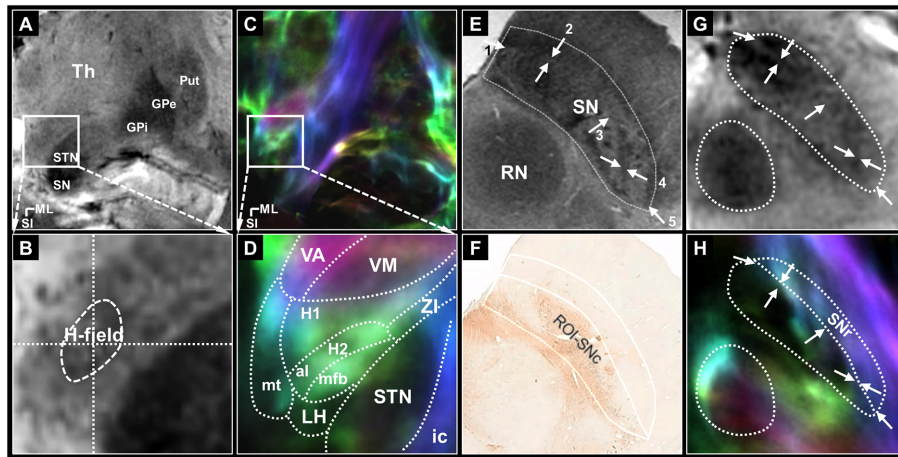 A
Th
Put
GPe
GPi
STN
SN
ML
SI
C
ML
SI
E
1
2
SN
3
RN
4
5
G
B
H-field
D
VA
VM
H1
ZI
H2
al
mt
mfb
STN
LH
ic
F
ROI-SNc
H
SNr